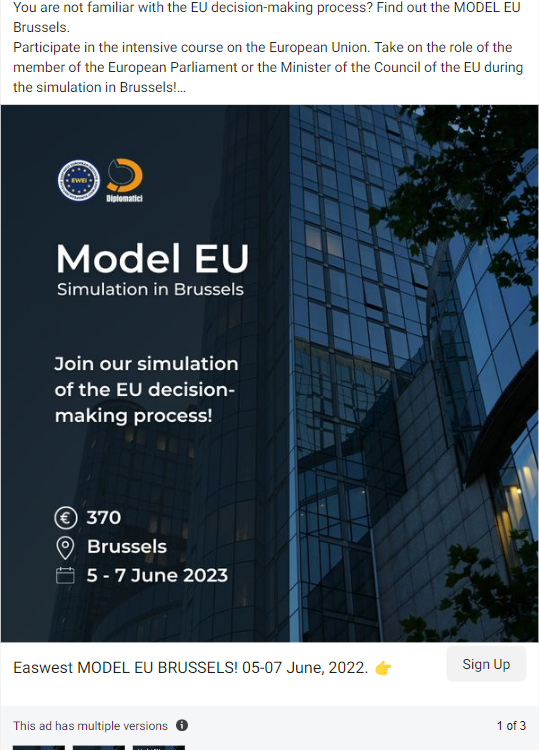 You are not familiar with the EU decision-making process? Find out the MODEL EU
Brussels.
Participate in the intensive course on the European Union. Take on the role of the
member of the European Parliament or the Minister of the Council of the EU during
the simulation in Brussels!...
EWEI
Diplomatici
Model EU
Simulation in Brussels
Join our simulation
of the EU decision-
making process!
€ 370
Brussels
5 - 7 June 2023
Easwest MODEL EU BRUSSELS! 05-07 June, 2022. 👉
Sign Up
This ad has multiple versions
1 of 3